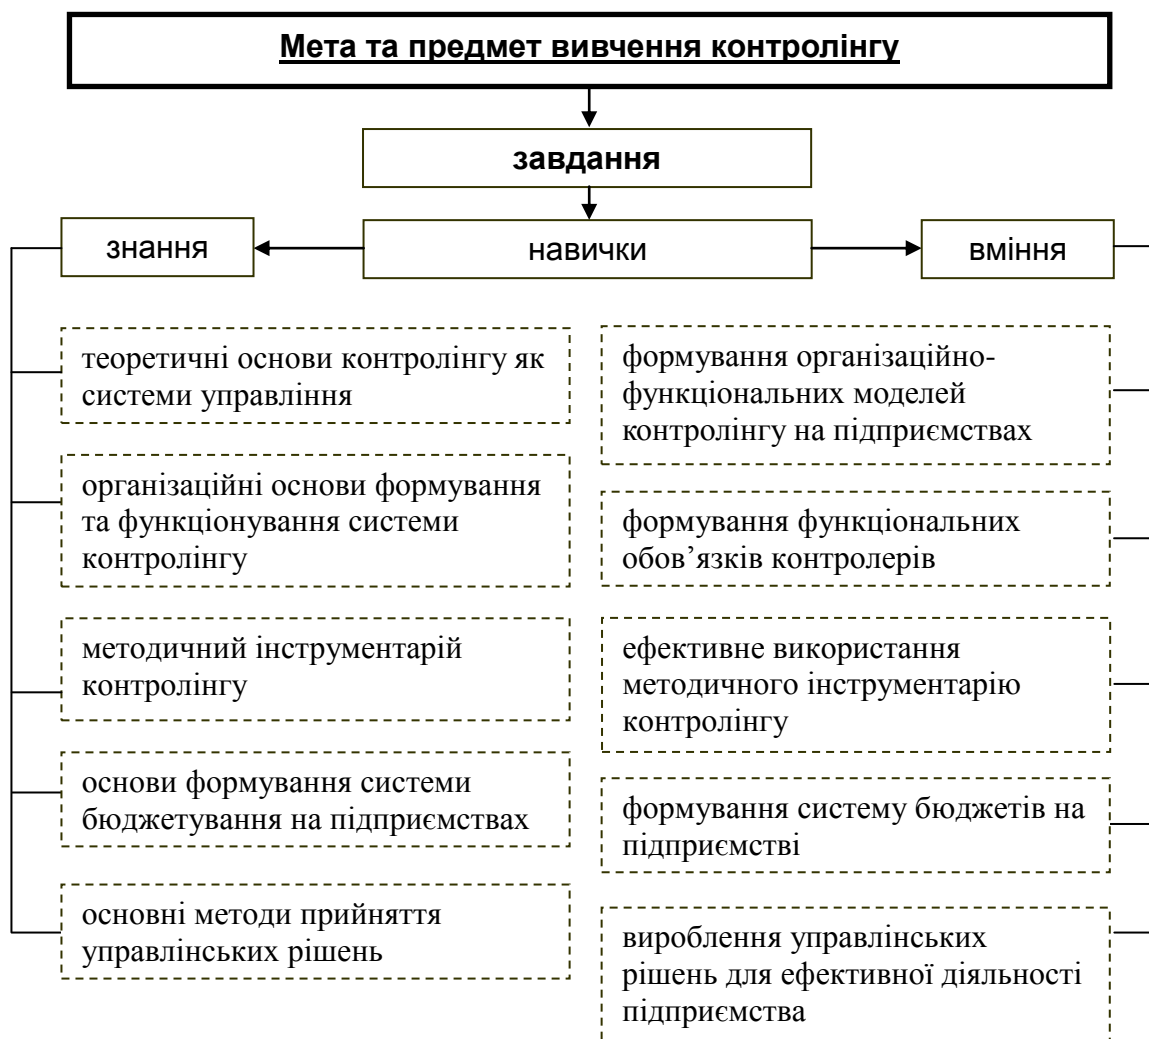 Мета та предмет вивчення контролінгу
завдання
знання
навички
вміння
теоретичні основи контролінгу як
системи управління
організаційні основи формування
та функціонування системи
контролінгу
методичний інструментарій
контролінгу
основи формування системи
бюджетування на підприємствах
основні методи прийняття
управлінських рішень
формування організаційно-
функціональних моделей
контролінгу на підприємствах
формування функціональних
обов’язків контролерів
ефективне використання
методичного інструментарію
контролінгу
формування систему бюджетів на
підприємстві
вироблення управлінських
рішень для ефективної діяльності
підприємства